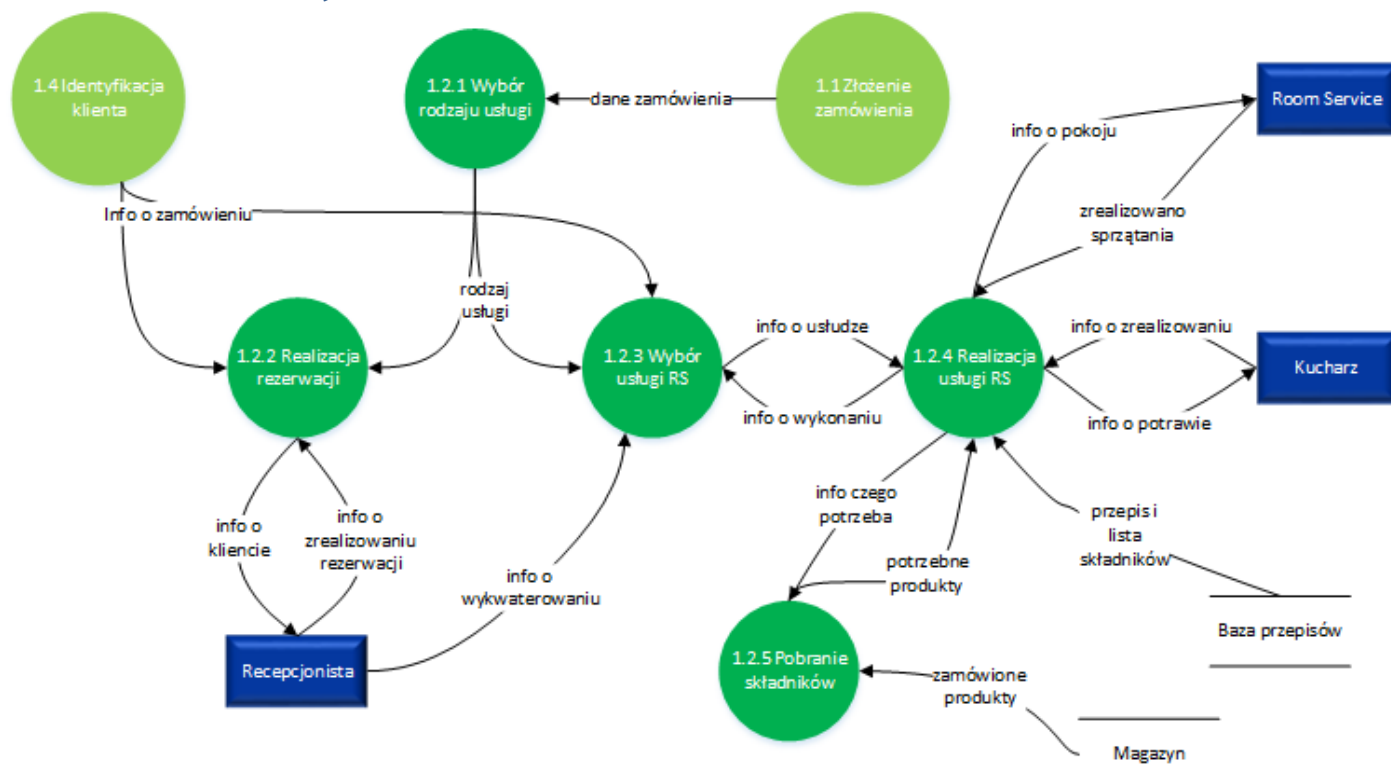 1.4 Identyfikacja
klienta
1.2.1 Wybór
rodzaju usługi
dane zamówienia
1.1 Złożenie
zamówienia
Room Service
info o pokoju
Info o zamówieniu
zrealizowano
sprzątania
rodzaj
usługi
1.2.2 Realizacja
rezerwacji
1.2.3 Wybór
usługi RS
info o usłudze
info o wykonaniu
1.2.4 Realizacja
usługi RS
info o zrealizowaniu
info o potrawie
Kucharz
info czego
potrzeba
potrzebne
produkty
przepis i
lista
składników
info o
kliencie
info o
zrealizowaniu
rezerwacji
info o
wykwaterowaniu
Baza przepisów
Recepcjonista
1.2.5 Pobranie
składników
zamówione
produkty
Magazyn